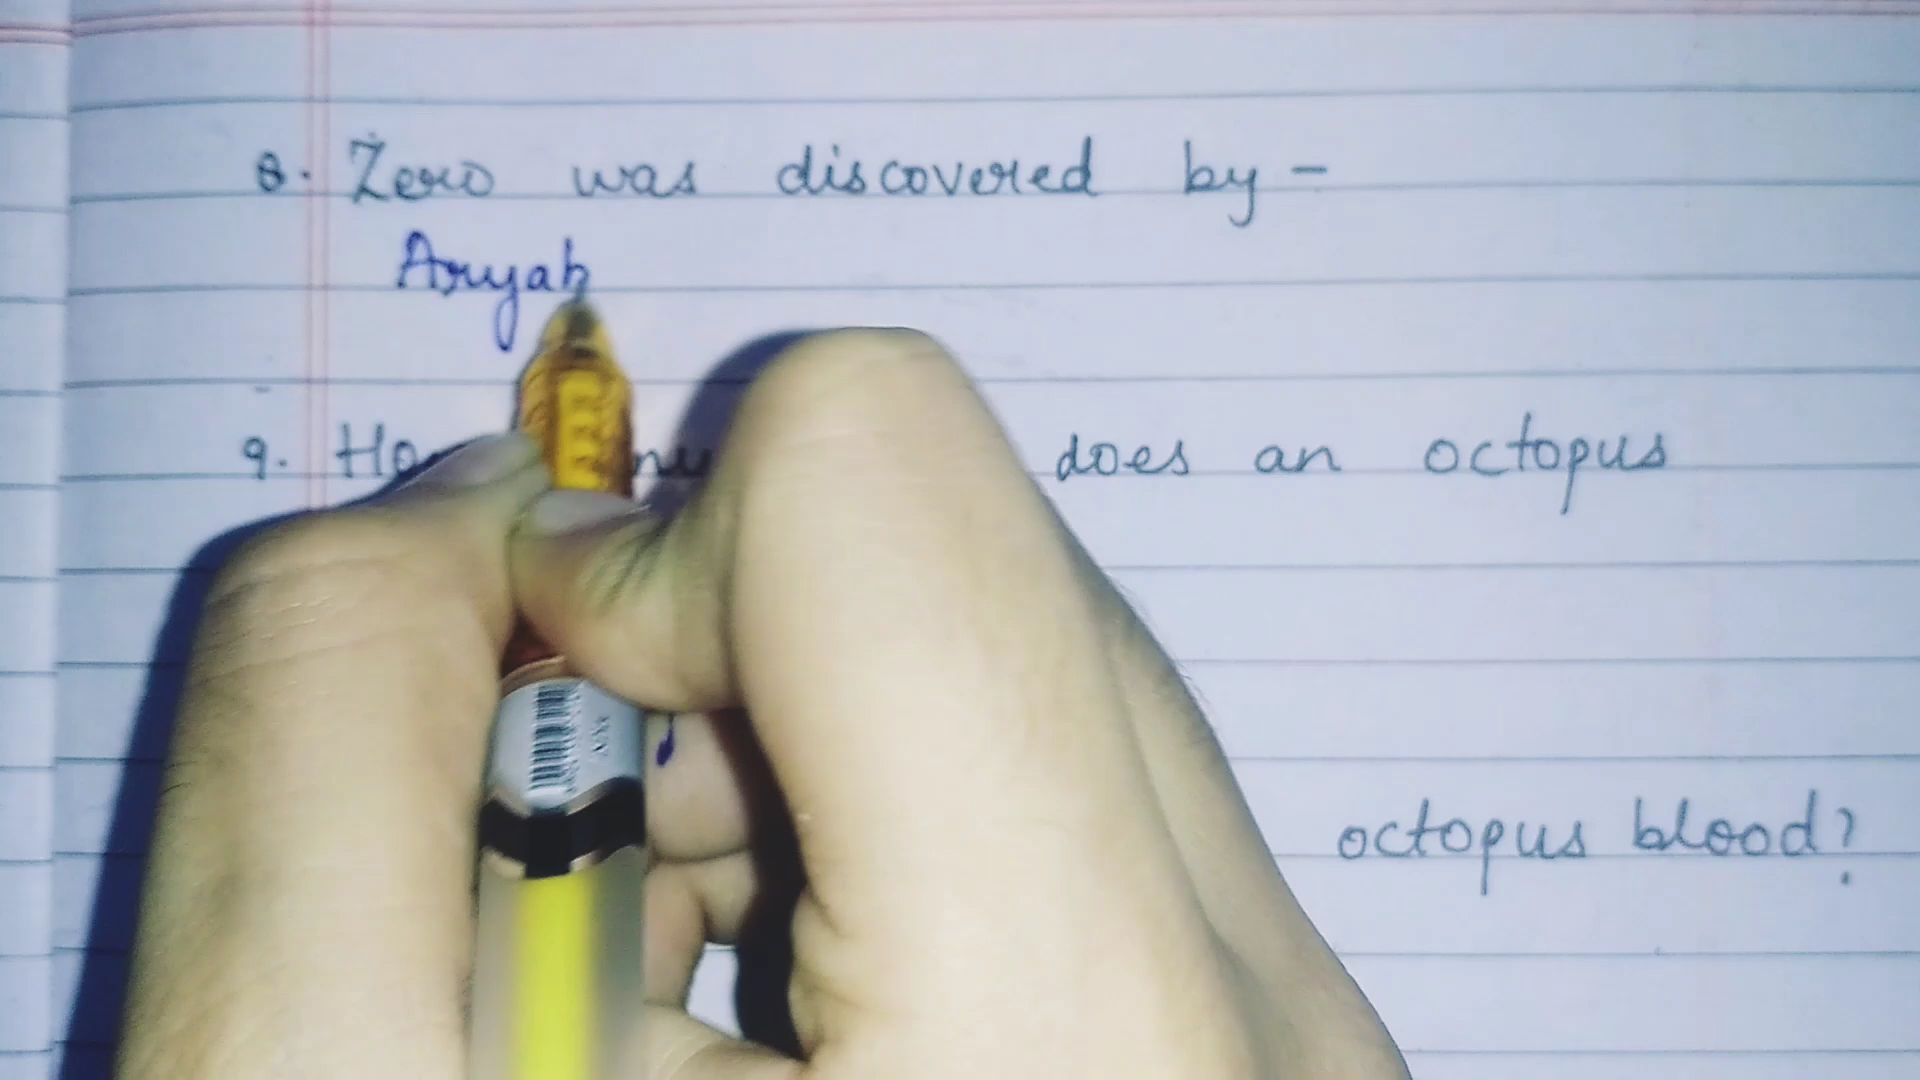 8. Zero was discovered by -
Aryab
9. does an octopus
octopus blood?